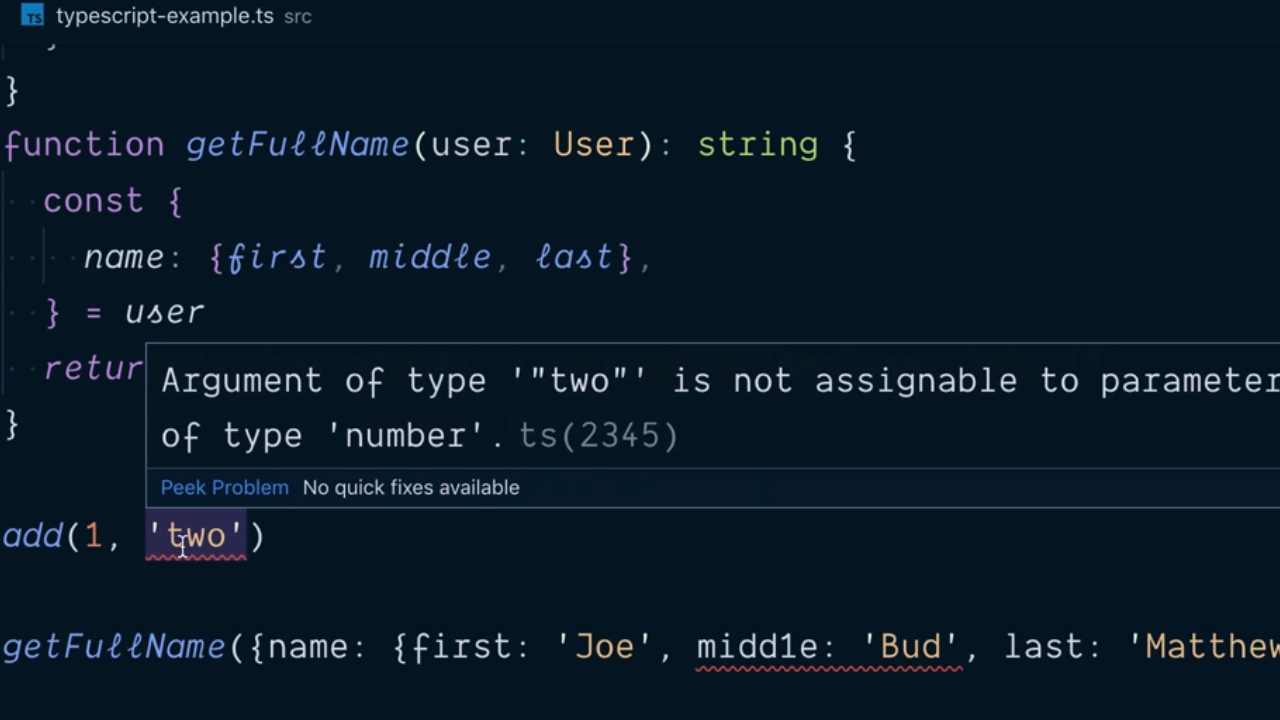 TS typescript-example.ts src
}
function getFullName(user: User): string {
const {
name: {first, middle, last},
} = user
retur
Argument of type '"two"' is not assignable to parameter
of type 'number'. ts(2345)
}
Peek Problem No quick fixes available
add(1, 'two')
getFullName({name: {first: 'Joe', midd1e: 'Bud', last: 'Matthew